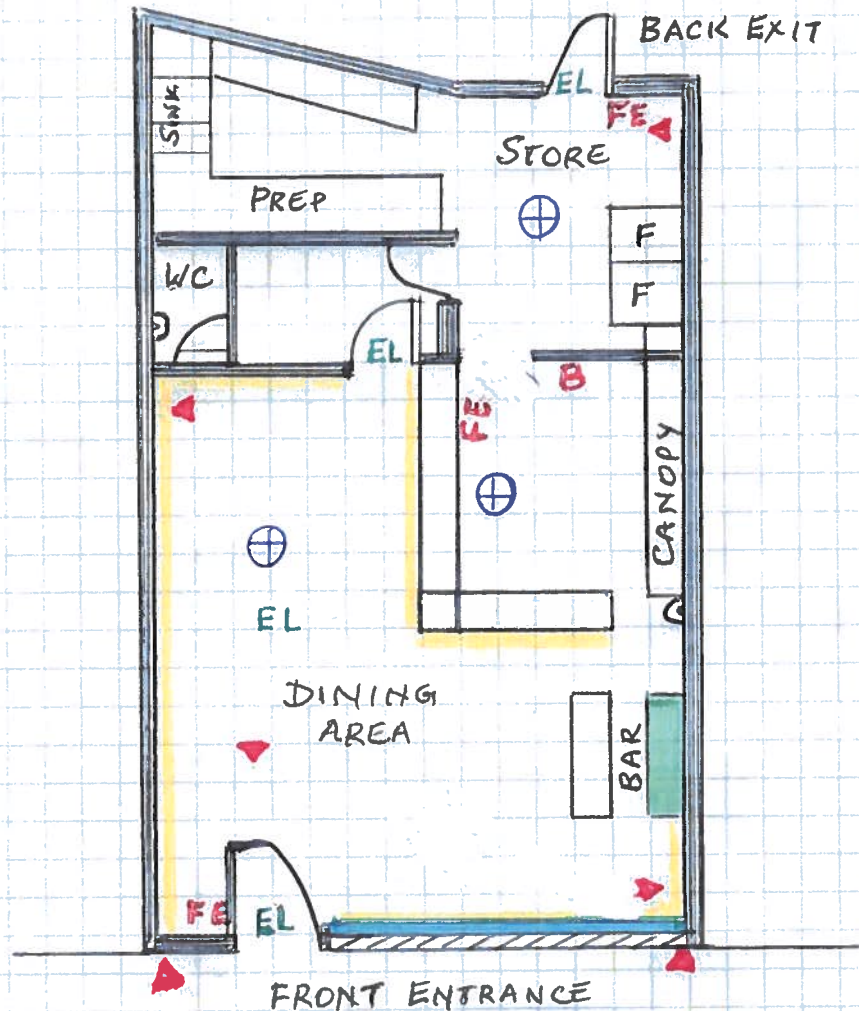 BACK EXIT
EL
FE
SINK
STORE
PREP
F
WC
F
EL
B
FE
CANOPY
EL
DINING
AREA
BAR
FE
EL
FRONT ENTRANCE